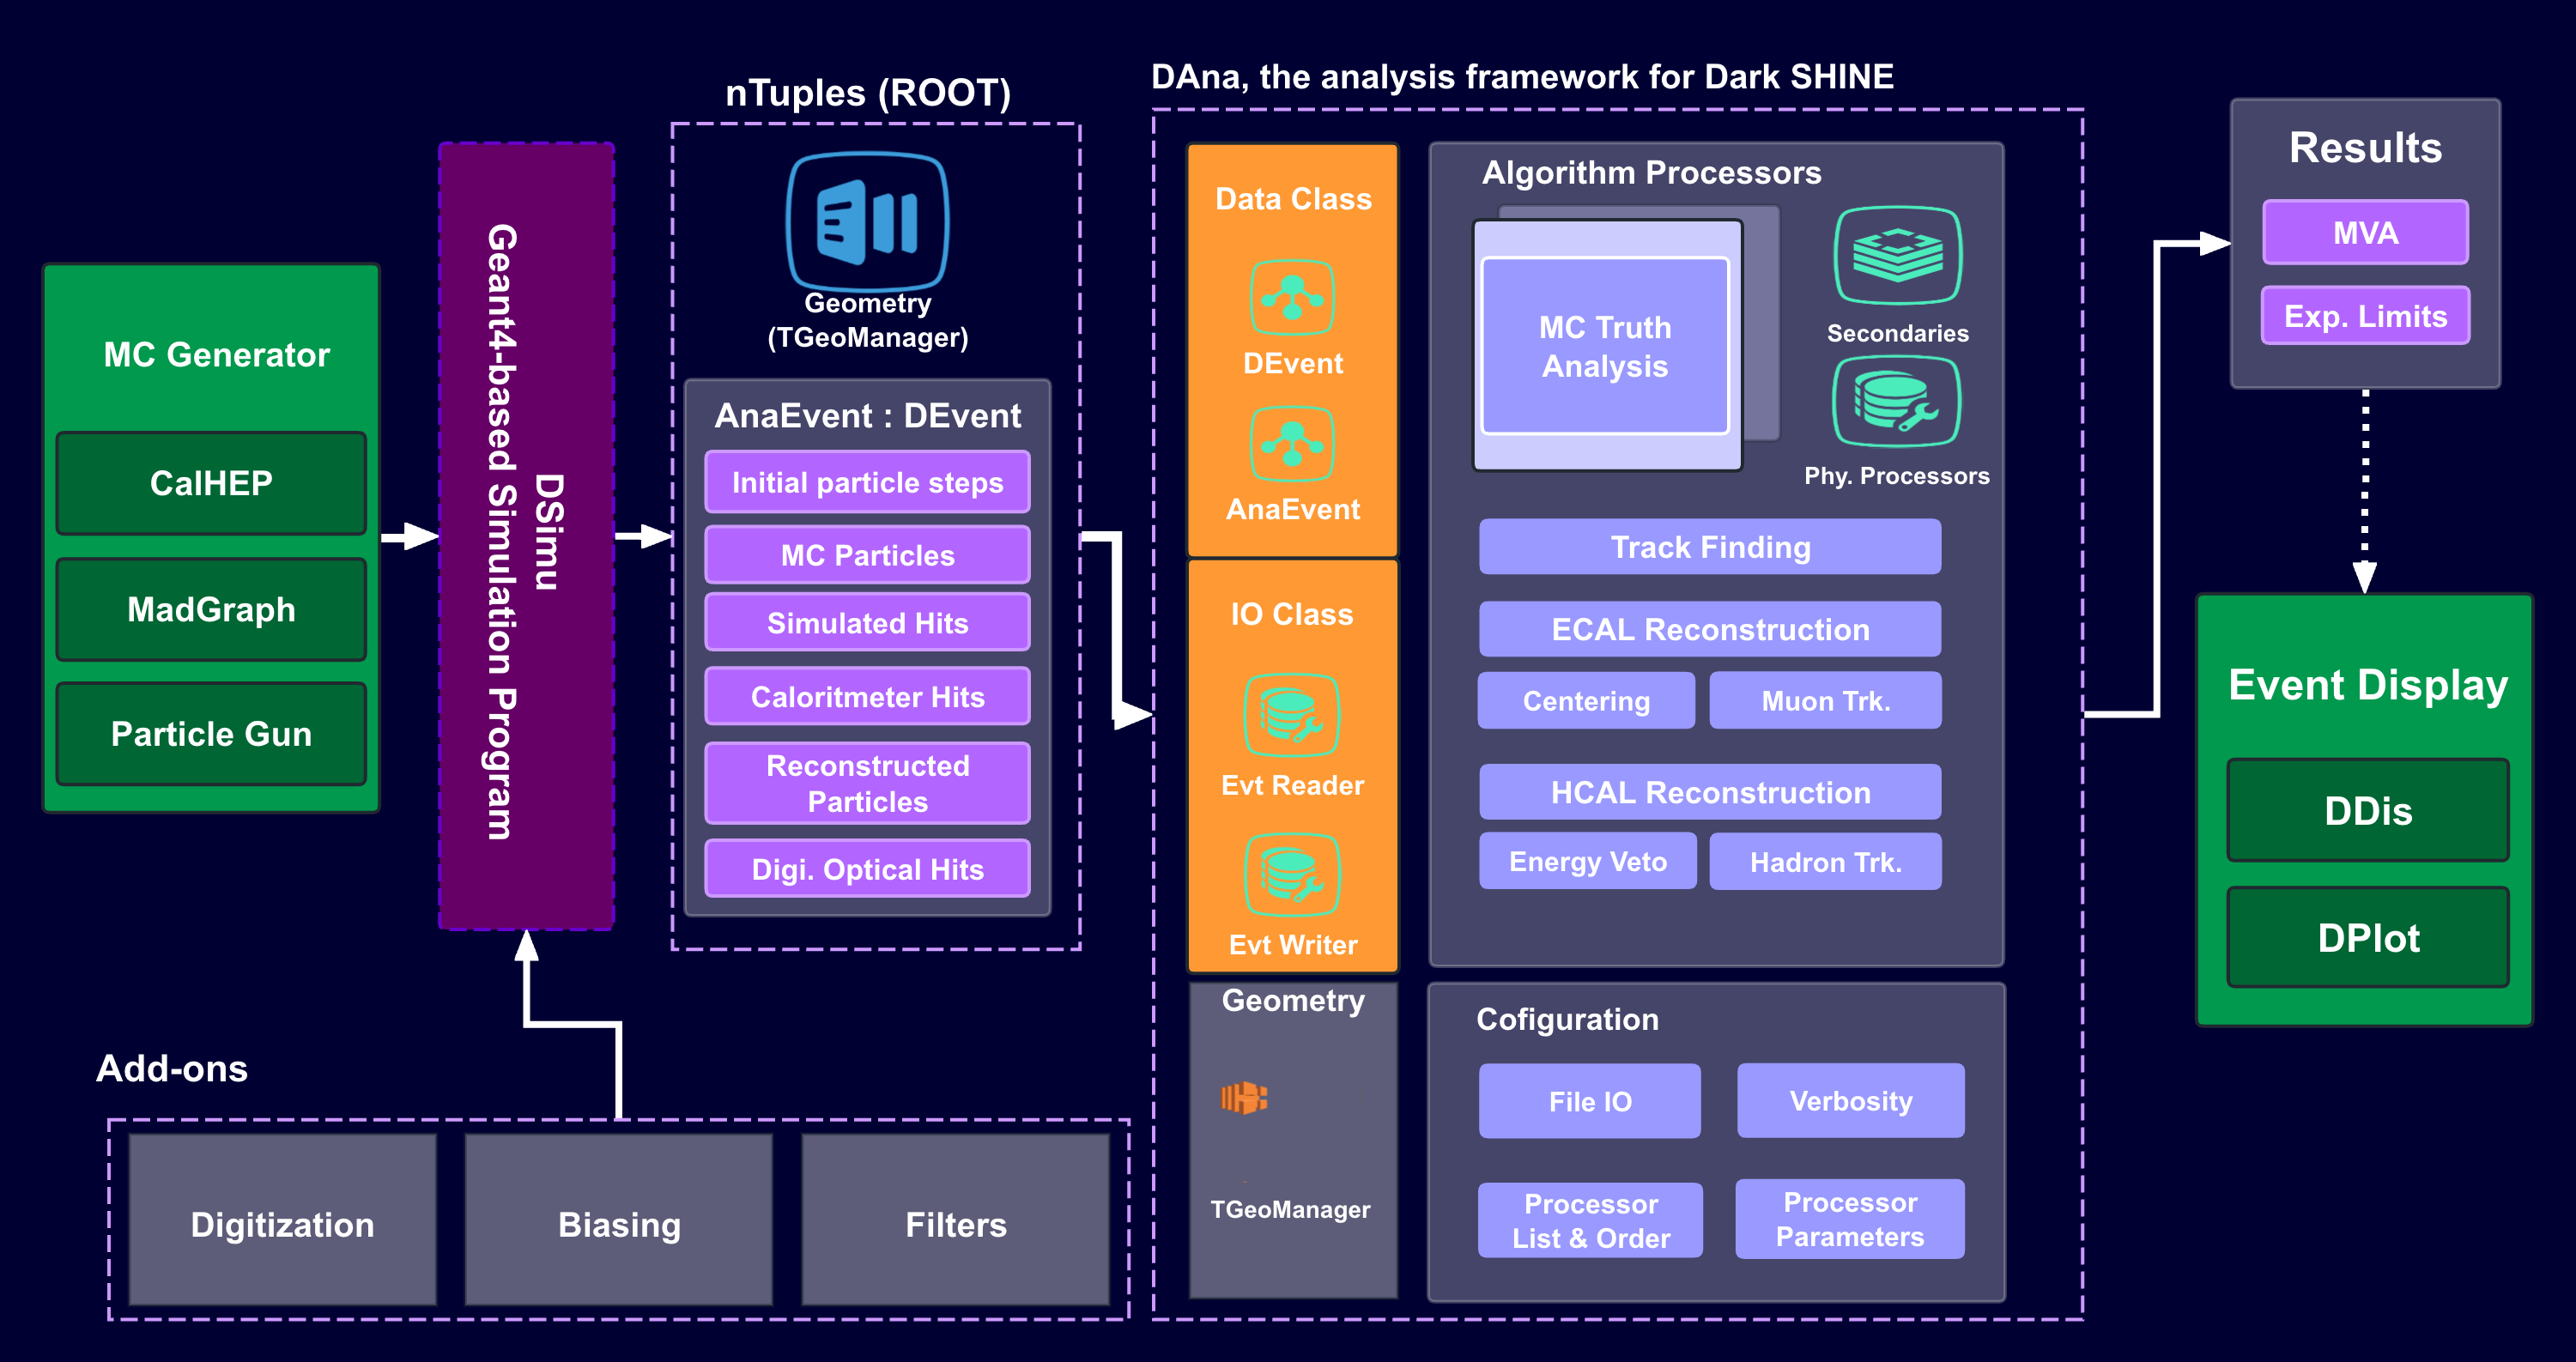 nTuples (ROOT)
DAna, the analysis framework for Dark SHINE
MC Generator
CalHEP
MadGraph
Particle Gun
DSimu
Geant4-based Simulation Program
Geometry
(TGeoManager)
AnaEvent : DEvent
Initial particle steps
MC Particles
Simulated Hits
Caloritmeter Hits
Reconstructed
Particles
Digi. Optical Hits
Add-ons
Digitization
Biasing
Filters
Data Class
DEvent
AnaEvent
IO Class
Evt Reader
Evt Writer
Geometry
TGeoManager
Algorithm Processors
MC Truth
Analysis
Secondaries
Phy. Processors
Track Finding
ECAL Reconstruction
Centering
Muon Trk.
HCAL Reconstruction
Energy Veto
Hadron Trk.
Cofiguration
File IO
Verbosity
Processor
List & Order
Processor
Parameters
Results
MVA
Exp. Limits
Event Display
DDis
DPlot